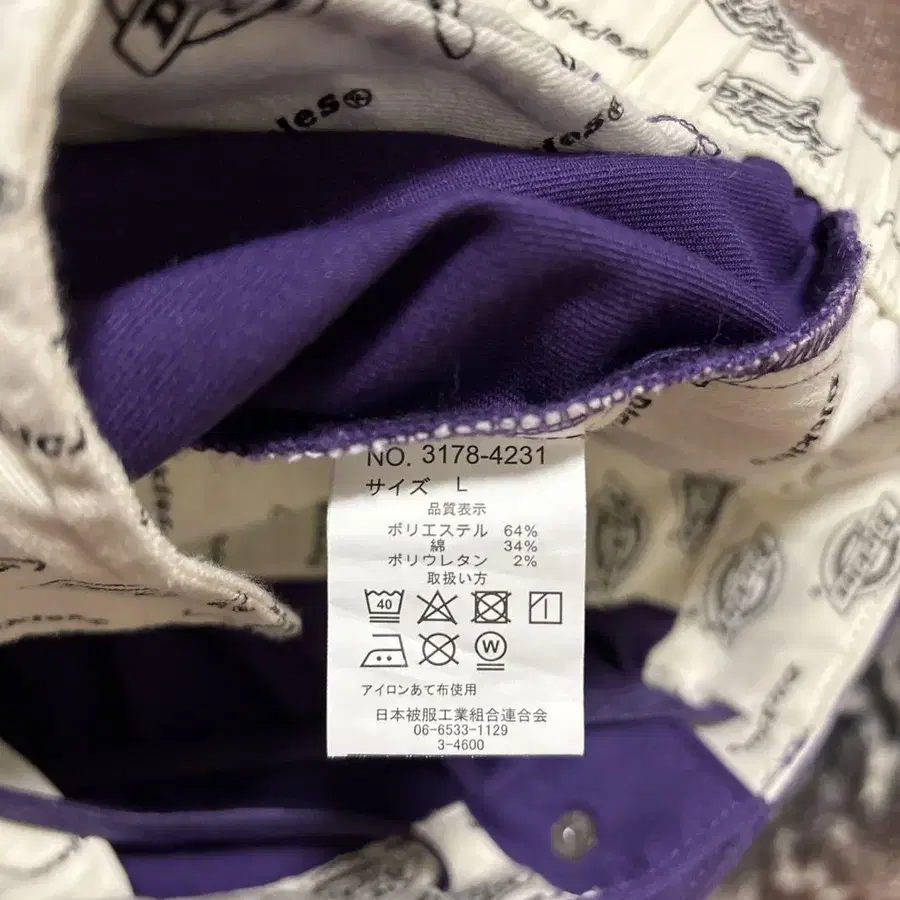 ckies®
Dickies
NO. 3178-4231
サイズ L
品質表示
ポリエステル 64%
綿 34%
ポリウレタン 2%
取扱い方
40
W
アイロンあて布使用
日本被服工業組合連合会
06-6533-1129
3-4600